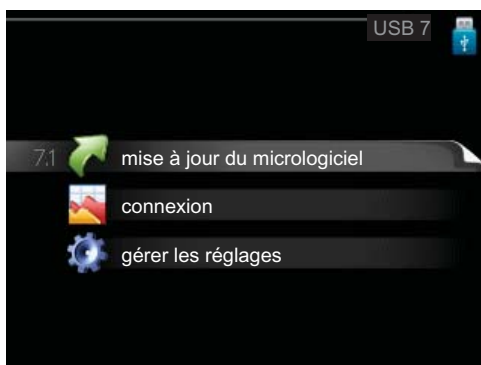 USB 7
7.1 mise à jour du micrologiciel
connexion
gérer les réglages